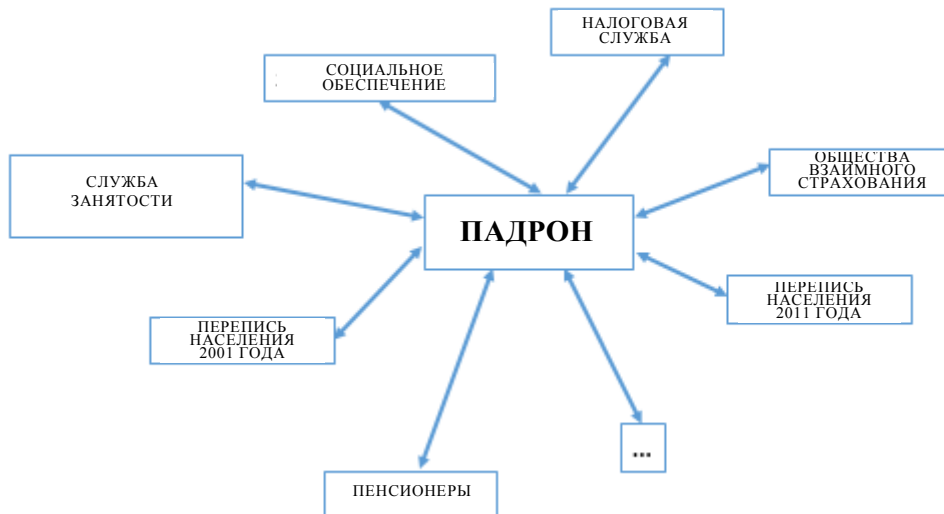 НАЛОГОВАЯ
СЛУЖБА
СОЦИАЛЬНОЕ
ОБЕСПЕЧЕНИЕ
ОБЩЕСТВА
ВЗАИМНОГО
СТРАХОВАНИЯ
СЛУЖБА
ЗАНЯТОСТИ
ПАДРОН
ПЕРЕПИСЬ
НАСЕЛЕНИЯ
2011 ГОДА
ПЕРЕПИСЬ
НАСЕЛЕНИЯ
2001 ГОДА
...
ПЕНСИОНЕРЫ